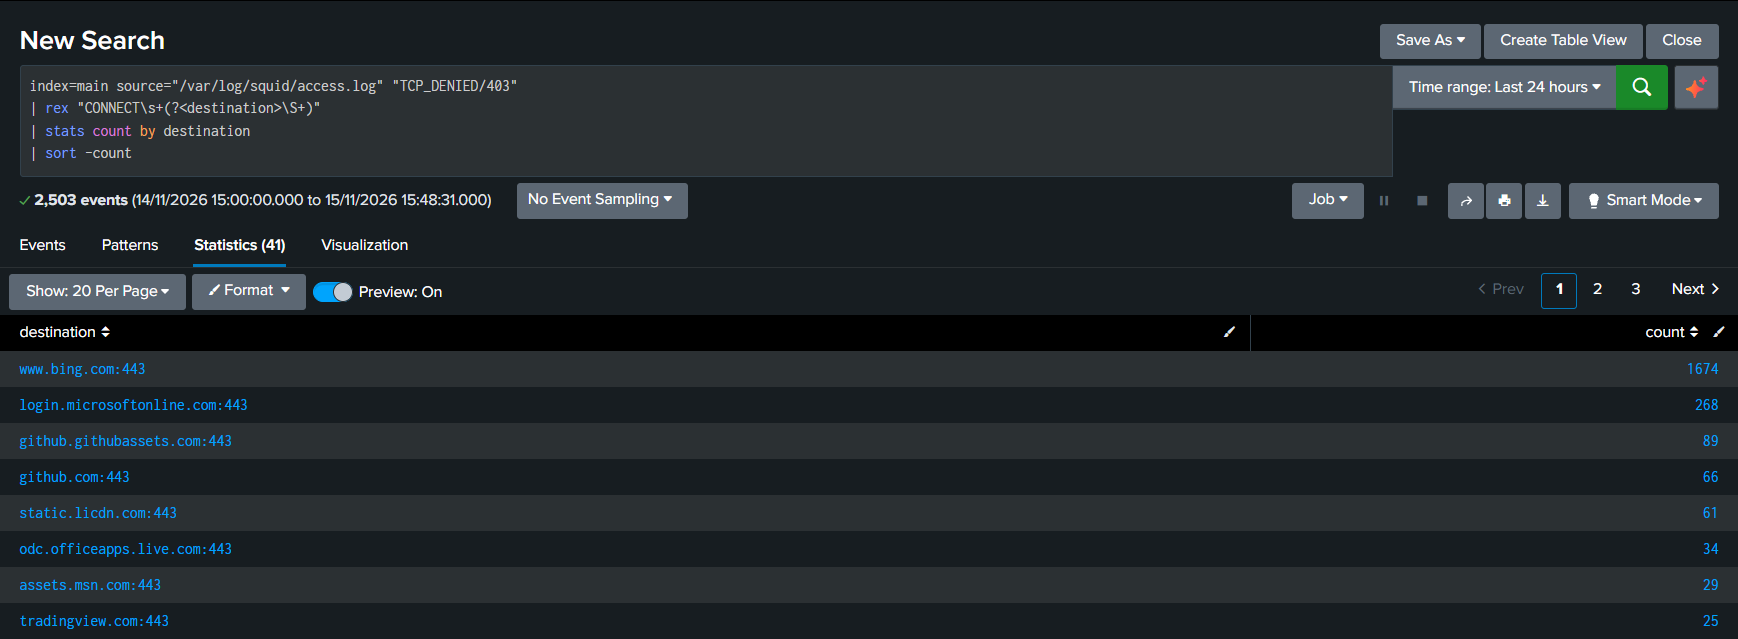 New Search
Save As
Create Table View
Close
index=main source="/var/log/squid/access.log" "TCP_DENIED/403"
| rex "CONNECT\s+(?<destination>\S+)"
| stats count by destination
| sort -count
Time range: Last 24 hours
2,503 events (14/11/2026 15:00:00.000 to 15/11/2026 15:48:31.000)
No Event Sampling
Job
Smart Mode
Events
Patterns
Statistics (41)
Visualization
Show: 20 Per Page
Format
Preview: On
Prev
1
2
3
Next
destination
count
www.bing.com:443
1674
login.microsoftonline.com:443
268
github.githubassets.com:443
89
github.com:443
66
static.licdn.com:443
61
odc.officeapps.live.com:443
34
assets.msn.com:443
29
tradingview.com:443
25